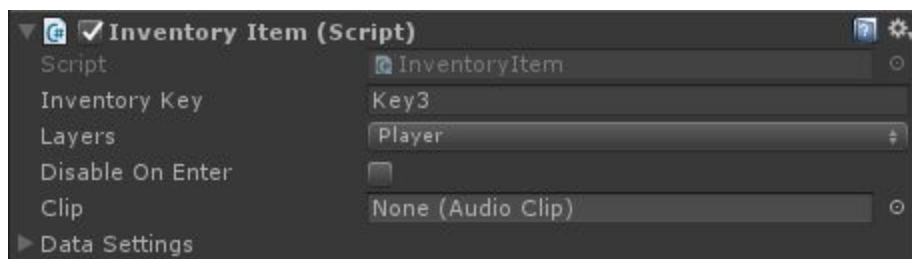 Inventory Item (Script)
Script InventoryItem
Inventory Key Key3
Layers Player
Disable On Enter
Clip None (Audio Clip)
Data Settings